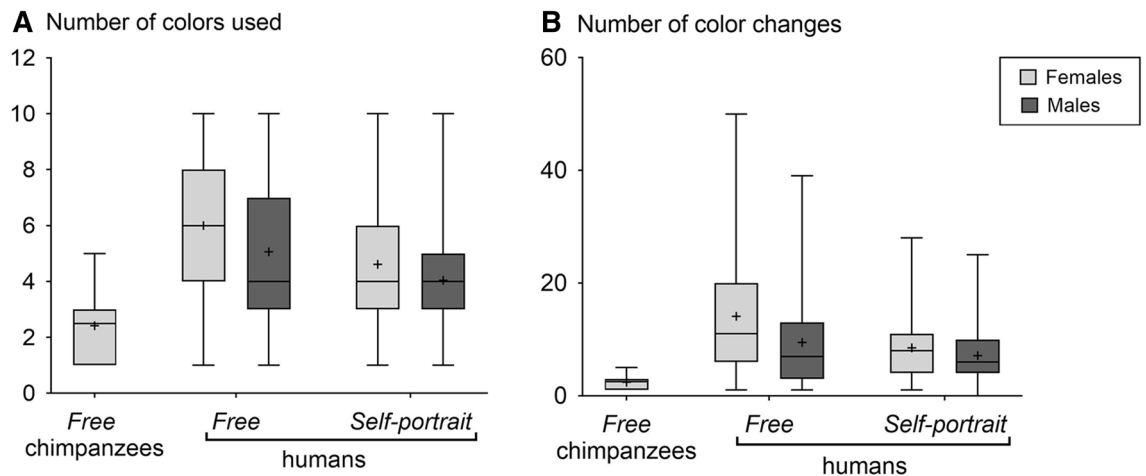 A Number of colors used
12
10
8
6
4
2
0
Free
chimpanzees
Free
Self-portrait
humans
B Number of color changes
60
40
20
0
Free
chimpanzees
Free
Self-portrait
humans
Females
Males